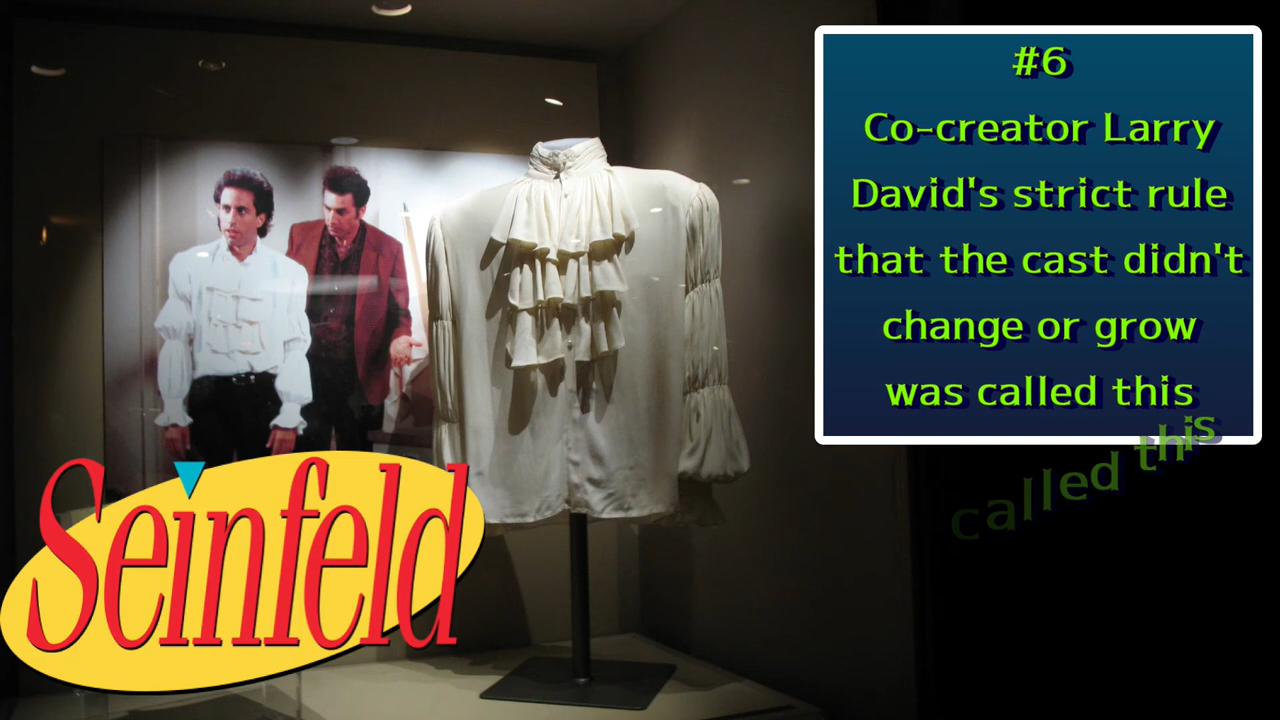 #6
Co-creator Larry
David's strict rule
that the cast didn't
change or grow
was called this
called this
Seinfeld